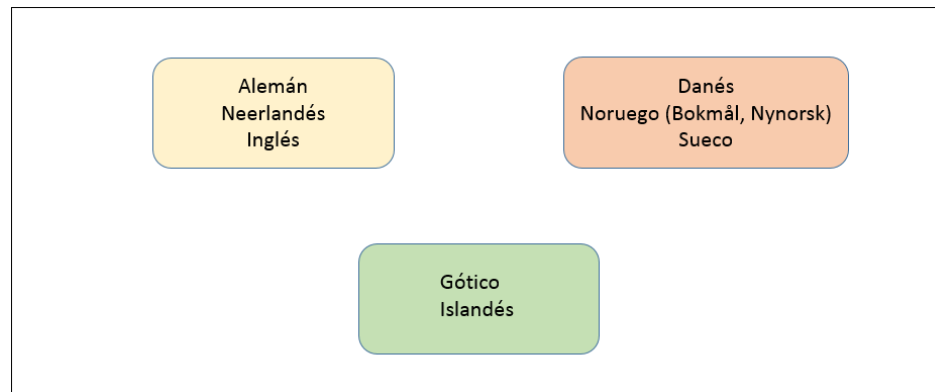 Alemán
Neerlandés
Inglés
Danés
Noruego (Bokmål, Nynorsk)
Sueco
Gótico
Islandés